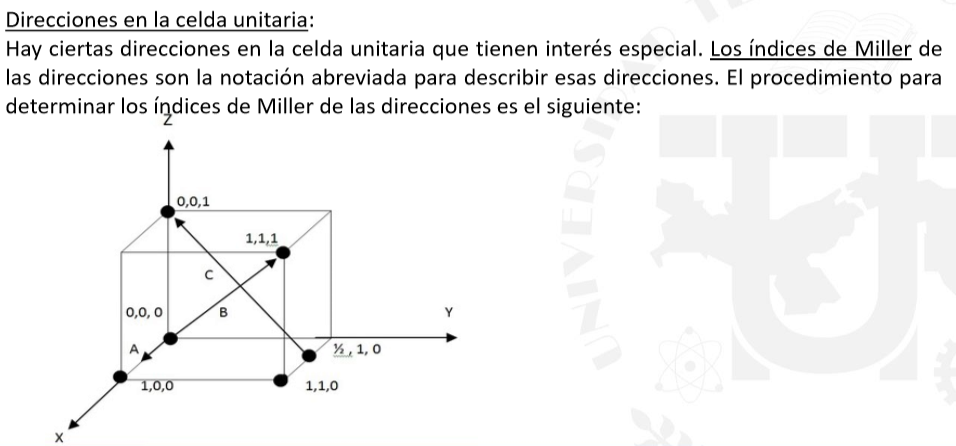 Direcciones en la celda unitaria:
Hay ciertas direcciones en la celda unitaria que tienen interés especial. Los índices de Miller de
las direcciones son la notación abreviada para describir esas direcciones. El procedimiento para
determinar los índices de Miller de las direcciones es el siguiente:
Z
0,0,1
1,1,1
C
0,0, 0
B
Y
A
½ , 1, 0
1,0,0
1,1,0
X
UNIVERSIDAD